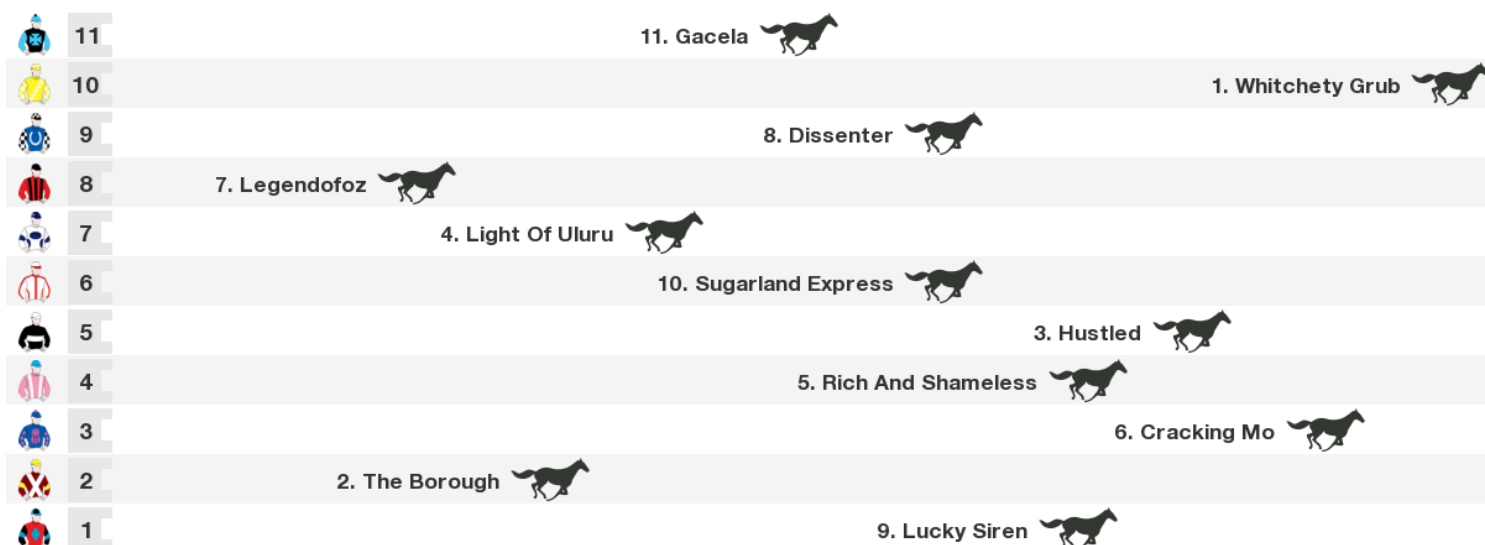 11 11. Gacela
10 1. Whitchety Grub
9 8. Dissenter
8 7. Legendofoz
7 4. Light Of Uluru
6 10. Sugarland Express
5 3. Hustled
4 5. Rich And Shameless
3 6. Cracking Mo
2 2. The Borough
1 9. Lucky Siren